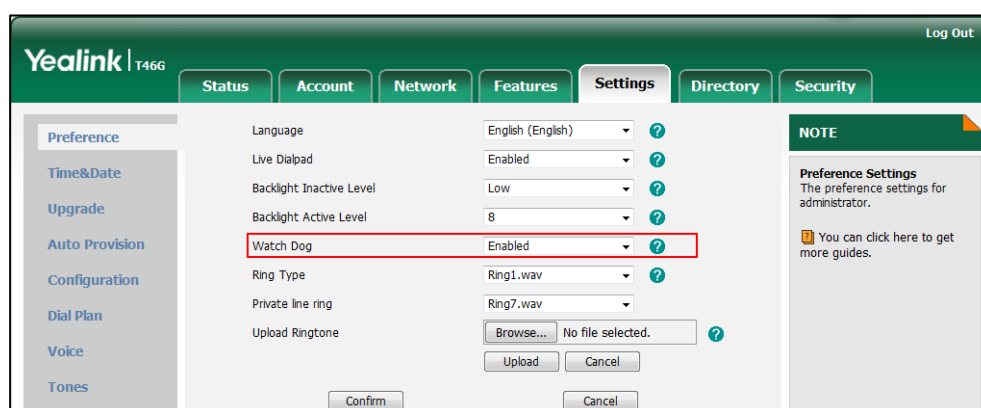 Log Out
Yealink | T46G
Status Account Network Features Settings Directory Security
Preference
Time&Date
Upgrade
Auto Provision
Configuration
Dial Plan
Voice
Tones
Language English (English) ?
Live Dialpad Enabled ?
Backlight Inactive Level Low ?
Backlight Active Level 8 ?
Watch Dog Enabled ?
Ring Type Ring1.wav ?
Private line ring Ring7.wav
Upload Ringtone Browse... No file selected. ?
Upload Cancel
Confirm Cancel
NOTE
Preference Settings
The preference settings for
administrator.
? You can click here to get
more guides.